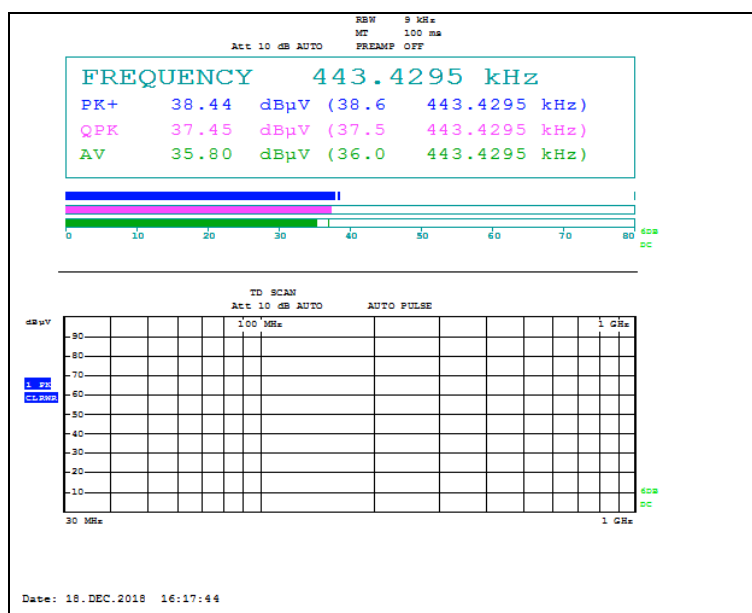 RBW 9 kHz
MT 100 ms
Att 10 dB AUTO PREAMP OFF
FREQUENCY 443.4295 kHz
PK+ 38.44 dBµV (38.6 443.4295 kHz)
QPK 37.45 dBµV (37.5 443.4295 kHz)
AV 35.80 dBµV (36.0 443.4295 kHz)
0 10 20 30 40 50 60 70 80
6DB
DC
TD SCAN
Att 10 dB AUTO AUTO PULSE
dBµV
100 MHz 1 GHz
90
80
70
1 PK
60
CLRWR
50
40
30
20
10
6DB
DC
30 MHz 1 GHz
Date: 18.DEC.2018 16:17:44